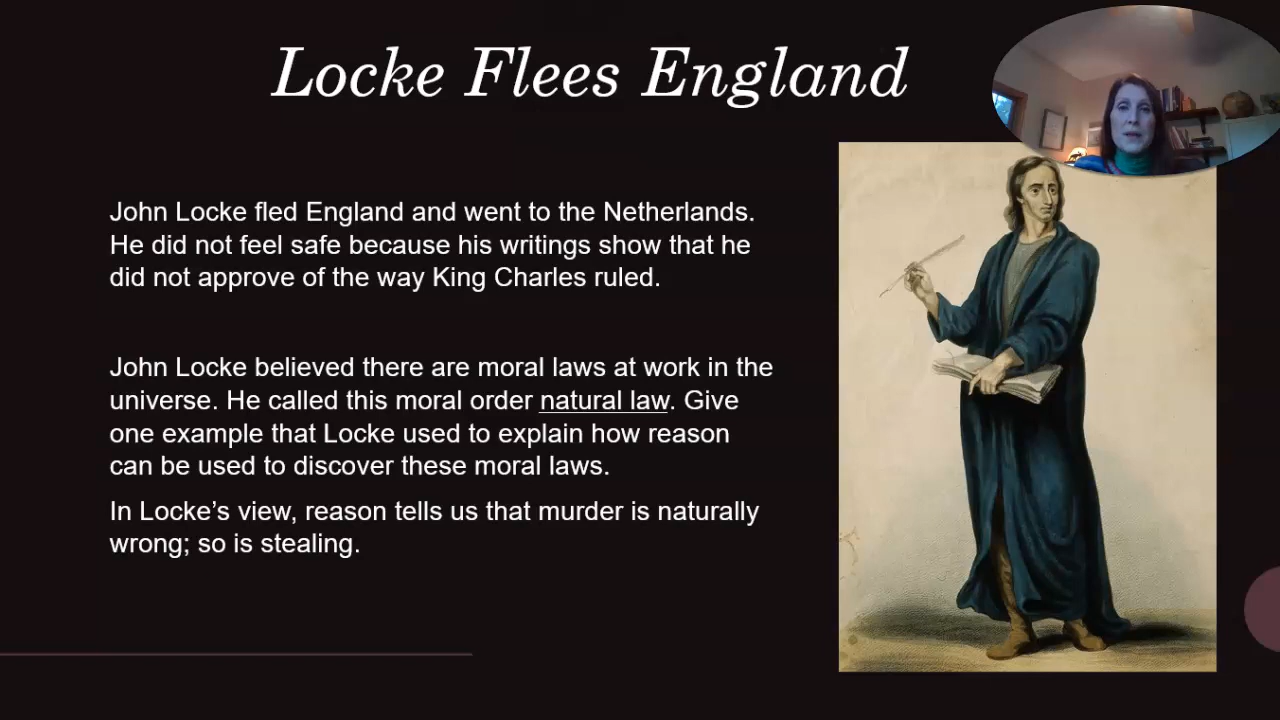 Locke Flees England
John Locke fled England and went to the Netherlands.
He did not feel safe because his writings show that he
did not approve of the way King Charles ruled.
John Locke believed there are moral laws at work in the
universe. He called this moral order natural law. Give
one example that Locke used to explain how reason
can be used to discover these moral laws.
In Locke’s view, reason tells us that murder is naturally
wrong; so is stealing.